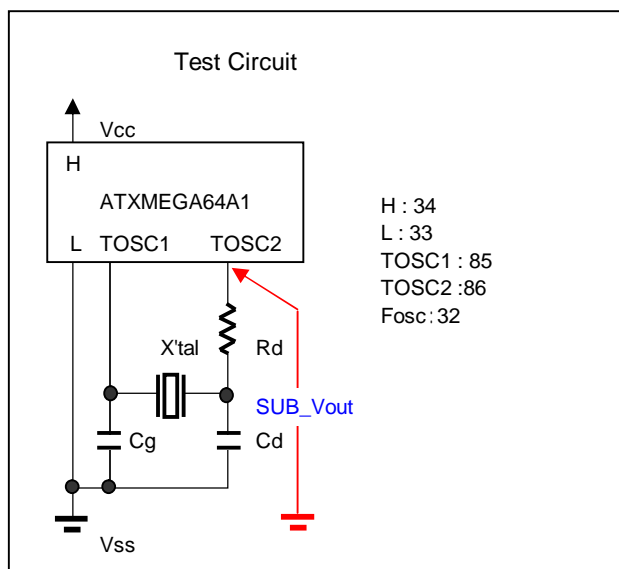 Test Circuit
Vcc
H
ATXMEGA64A1
L TOSC1 TOSC2
H : 34
L : 33
TOSC1 : 85
TOSC2 :86
Fosc:32
X'tal Rd
SUB_Vout
Cg Cd
Vss